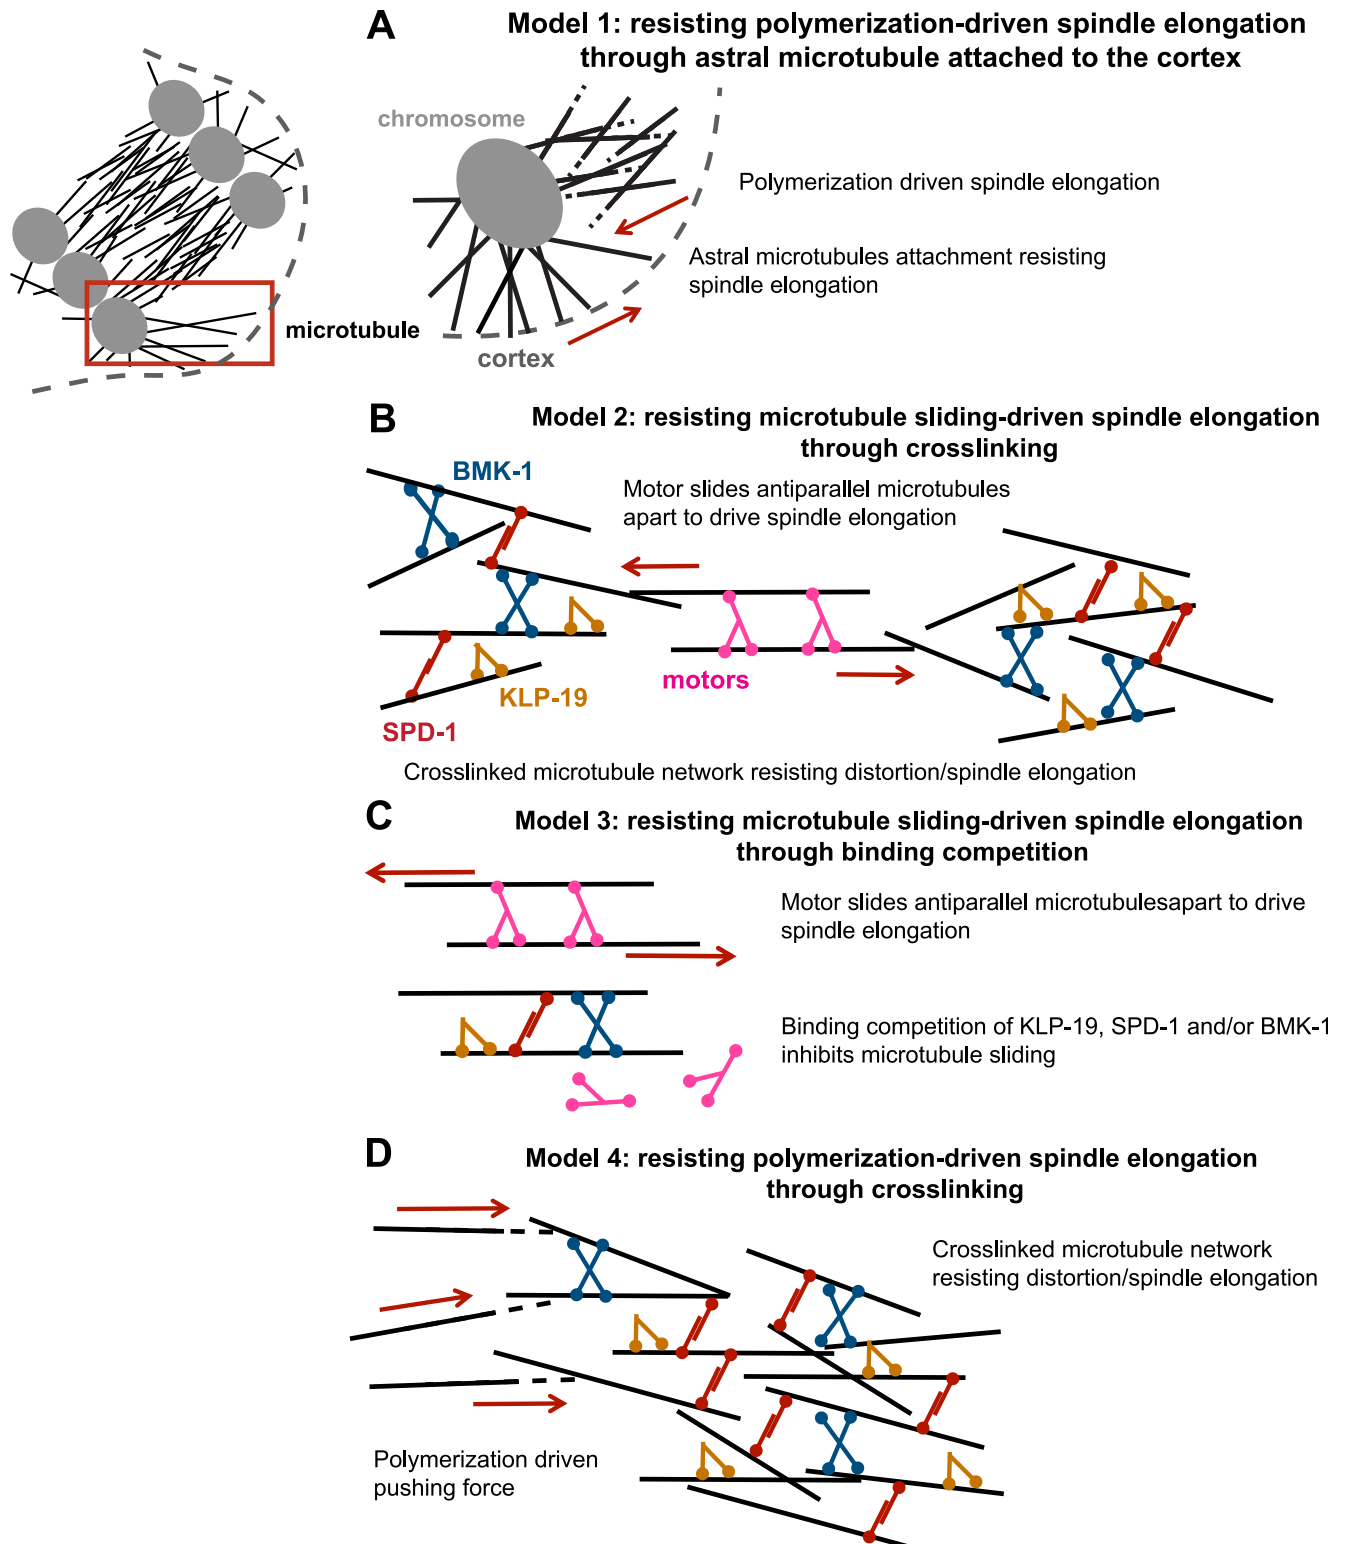 A
Model 1: resisting polymerization-driven spindle elongation
through astral microtubule attached to the cortex
chromosome
Polymerization driven spindle elongation
Astral microtubules attachment resisting
spindle elongation
microtubule
cortex
B
Model 2: resisting microtubule sliding-driven spindle elongation
through crosslinking
BMK-1
Motor slides antiparallel microtubules
apart to drive spindle elongation
motors
KLP-19
SPD-1
Crosslinked microtubule network resisting distortion/spindle elongation
C
Model 3: resisting microtubule sliding-driven spindle elongation
through binding competition
Motor slides antiparallel microtubulesapart to drive
spindle elongation
Binding competition of KLP-19, SPD-1 and/or BMK-1
inhibits microtubule sliding
D
Model 4: resisting polymerization-driven spindle elongation
through crosslinking
Crosslinked microtubule network
resisting distortion/spindle elongation
Polymerization driven
pushing force